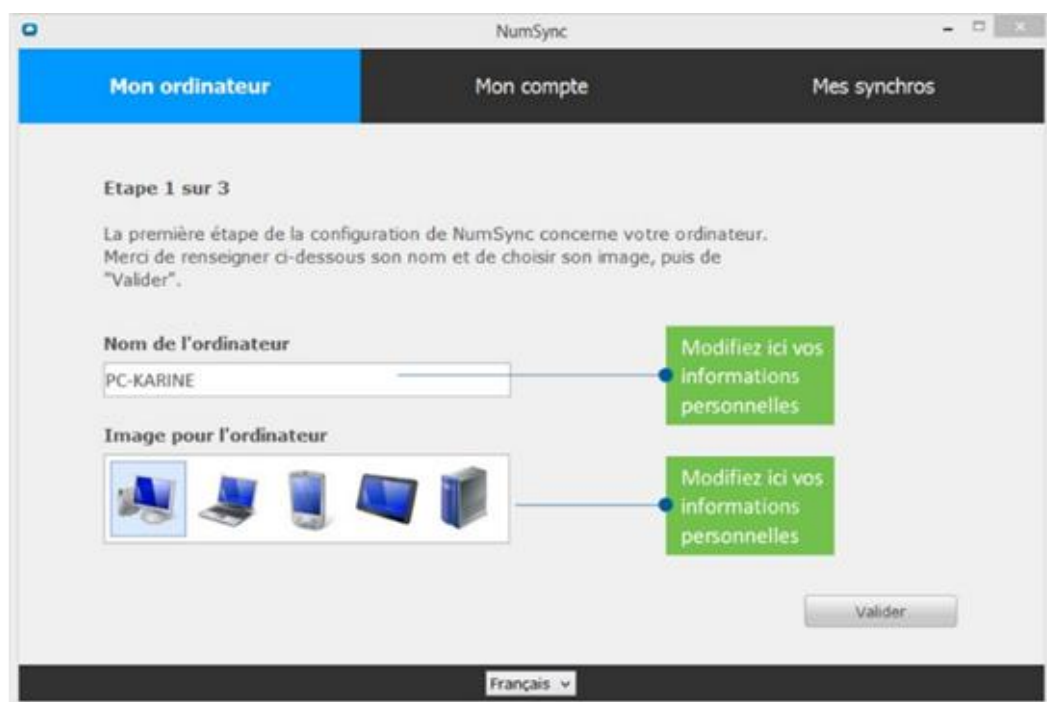 NumSync
Mon ordinateur
Mon compte
Mes synchros
Etape 1 sur 3
La première étape de la configuration de NumSync concerne votre ordinateur.
Merci de renseigner ci-dessous son nom et de choisir son image, puis de
"Valider".
Nom de l'ordinateur
PC-KARINE
Modifiez ici vos
informations
personnelles
Image pour l'ordinateur
Modifiez ici vos
informations
personnelles
Valider
Français